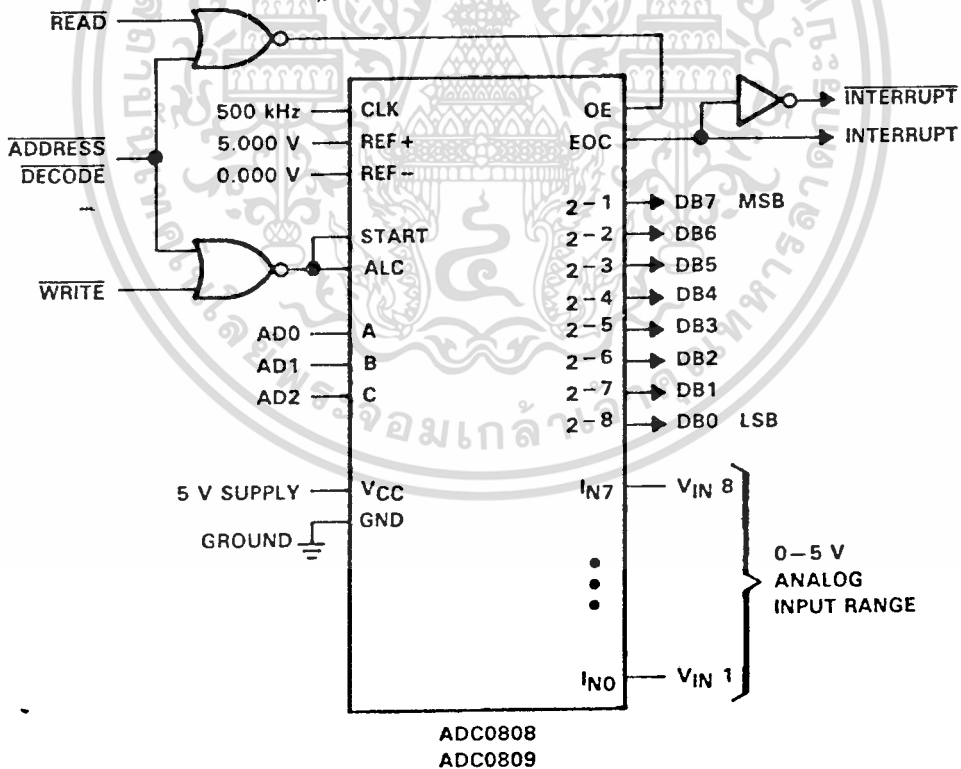 READ
ADDRESS
DECODE
WRITE
500 kHz
5.000 V
0.000 V
AD0
AD1
AD2
5 V SUPPLY
GROUND
CLK
REF+
REF−
START
ALC
A
B
C
VCC
GND
OE
EOC
2−1
2−2
2−3
2−4
2−5
2−6
2−7
2−8
IN7
IN0
INTERRUPT
INTERRUPT
DB7 MSB
DB6
DB5
DB4
DB3
DB2
DB1
DB0 LSB
VIN 8
0−5 V
ANALOG
INPUT RANGE
VIN 1
ADC0808
ADC0809